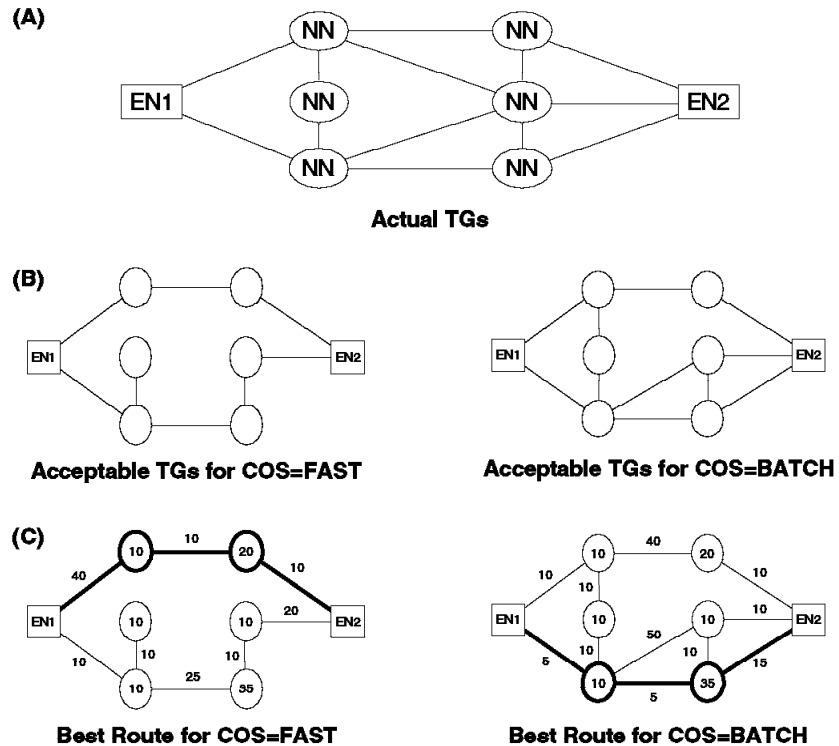 (A)
NN NN
EN1 NN NN EN2
NN NN
Actual TGs
(B)
EN1 EN2 EN1 EN2
Acceptable TGs for COS=FAST Acceptable TGs for COS=BATCH
(C)
10
40 10 10 20 10
EN1 10 10 20 EN2
10 10 10
10 25 35
Best Route for COS=FAST
40
10 10 20 10
10
EN1 10 50 10 10 EN2
5 10 10 15
10 5 35
Best Route for COS=BATCH